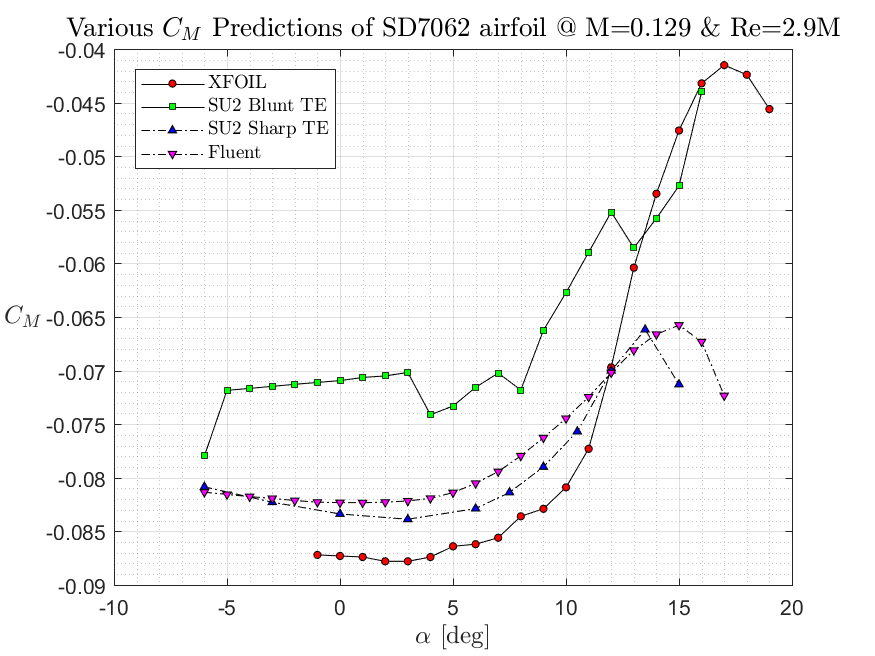 Various C_M Predictions of SD7062 airfoil @ M=0.129 & Re=2.9M
XFOIL
SU2 Blunt TE
SU2 Sharp TE
Fluent
-0.04
-0.045
-0.05
-0.055
-0.06
-0.065
-0.07
-0.075
-0.08
-0.085
-0.09
C_M
-10
-5
0
5
10
15
20
α [deg]